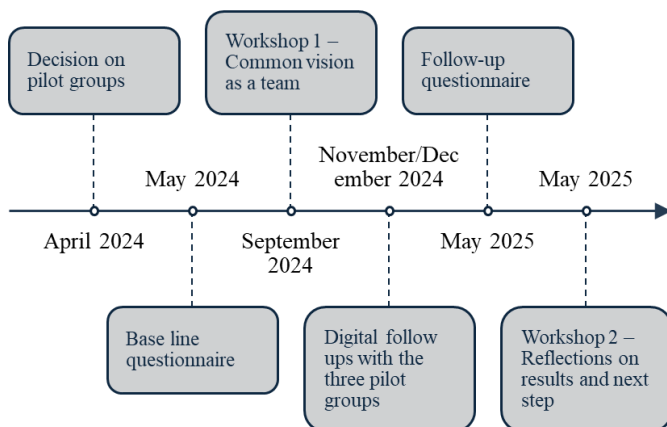 Decision on
pilot groups
Workshop 1 –
Common vision
as a team
Follow-up
questionnaire
May 2024
November/Dec
ember 2024
May 2025
April 2024
September
2024
May 2025
Base line
questionnaire
Digital follow
ups with the
three pilot
groups
Workshop 2 –
Reflections on
results and next
step